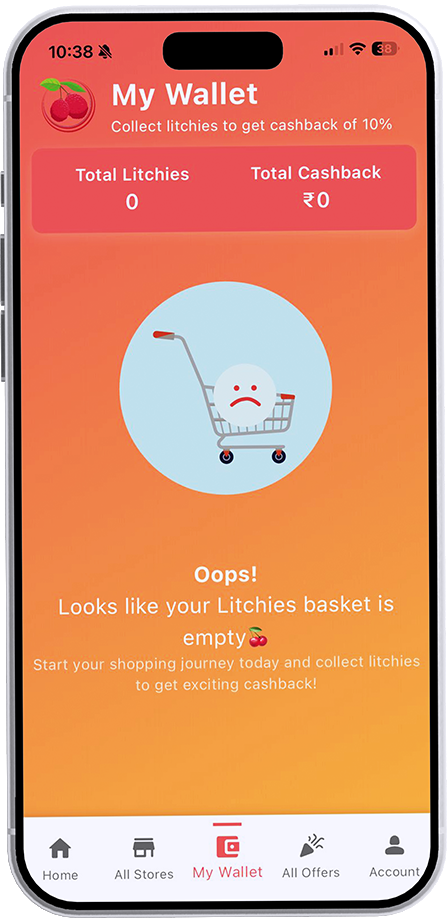 10:38
38
My Wallet
Collect litchies to get cashback of 10%
Total Litchies
Total Cashback
0
₹0
Oops!
Looks like your Litchies basket is
empty🍒
Start your shopping journey today and collect litchies
to get exciting cashback!
Home
All Stores
My Wallet
All Offers
Account